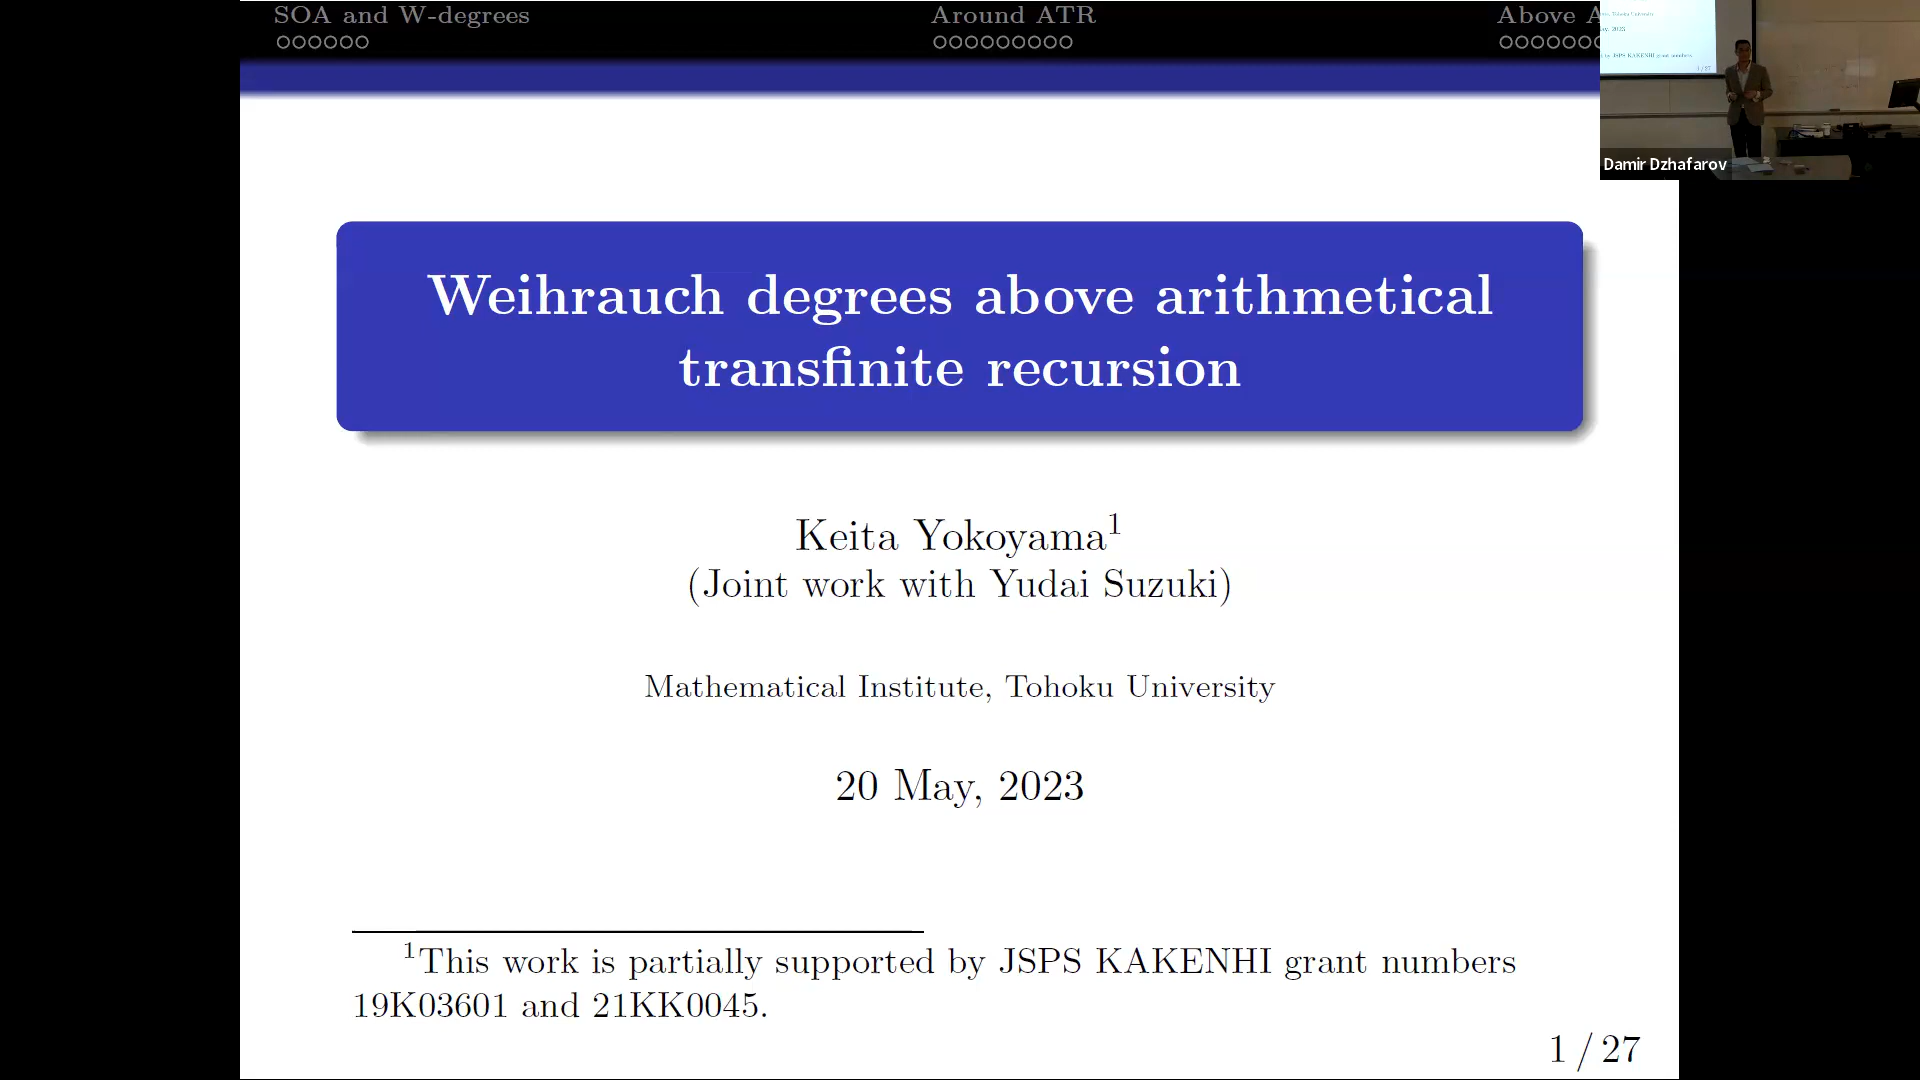 SOA and W-degrees
Around ATR
Above A
Weihrauch degrees above arithmetical
transfinite recursion
Keita Yokoyama¹
(Joint work with Yudai Suzuki)
Mathematical Institute, Tohoku University
20 May, 2023
¹This work is partially supported by JSPS KAKENHI grant numbers
19K03601 and 21KK0045.
1 / 27
Damir Dzhafarov